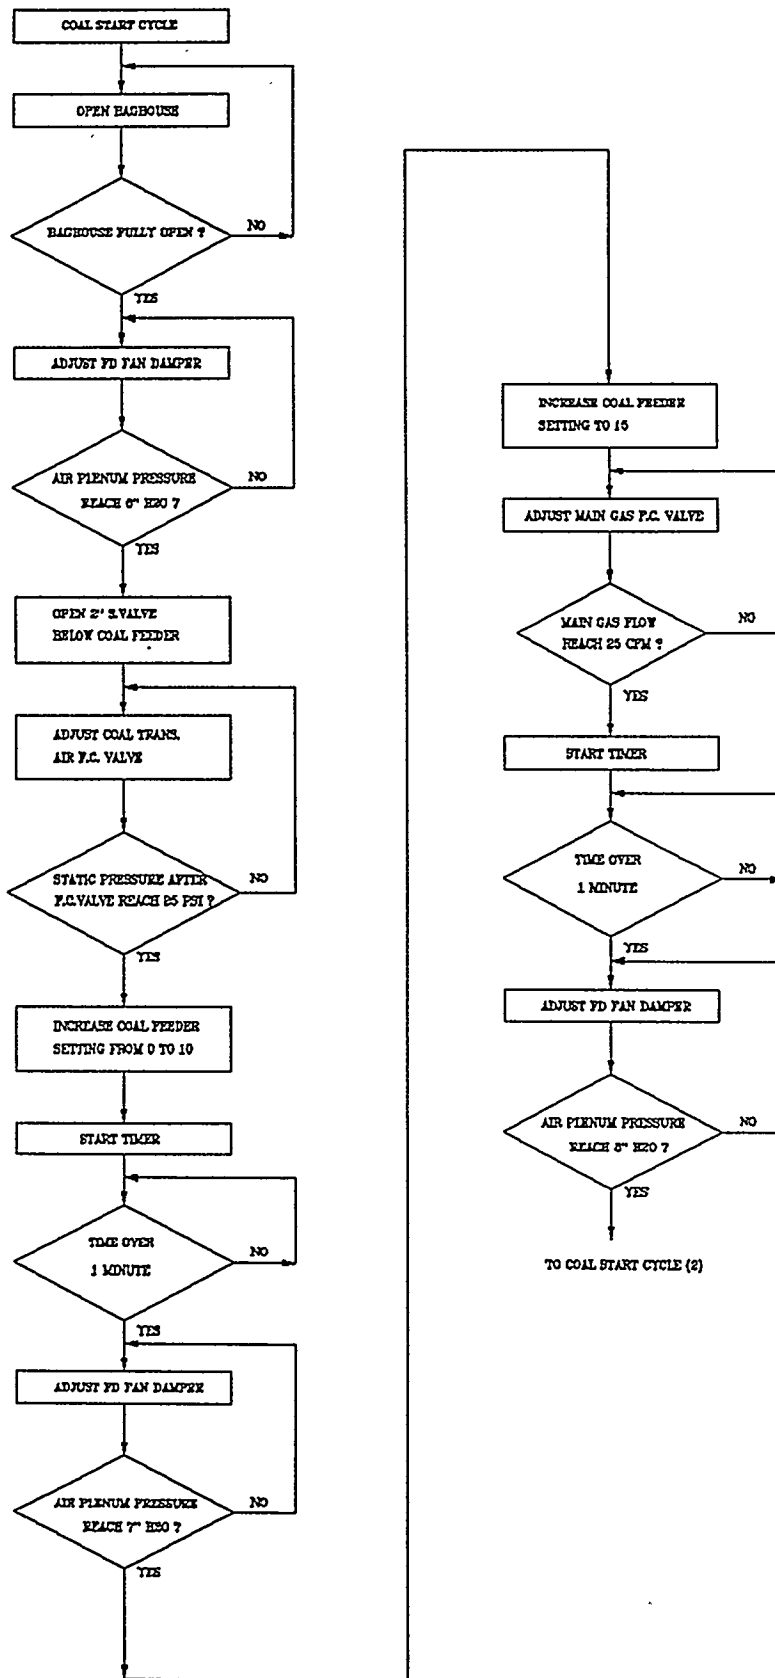 COAL START CYCLE
OPEN BAGHOUSE
BAGHOUSE FULLY OPEN ?
NO
YES
ADJUST FD FAN DAMPER
AIR PLENUM PRESSURE
REACH 6" H2O ?
NO
YES
OPEN 2" S.VALVE
BELOW COAL FEEDER
ADJUST COAL TRANS.
AIR F.C. VALVE
STATIC PRESSURE AFTER
F.C.VALVE REACH 25 PSI ?
NO
YES
INCREASE COAL FEEDER
SETTING FROM 0 TO 10
START TIMER
TIME OVER
1 MINUTE
NO
YES
ADJUST FD FAN DAMPER
AIR PLENUM PRESSURE
REACH 7" H2O ?
NO
YES
INCREASE COAL FEEDER
SETTING TO 15
ADJUST MAIN GAS F.C. VALVE
MAIN GAS FLOW
REACH 25 CFM ?
NO
YES
START TIMER
TIME OVER
1 MINUTE
NO
YES
ADJUST FD FAN DAMPER
AIR PLENUM PRESSURE
REACH 8" H2O ?
NO
YES
TO COAL START CYCLE (2)